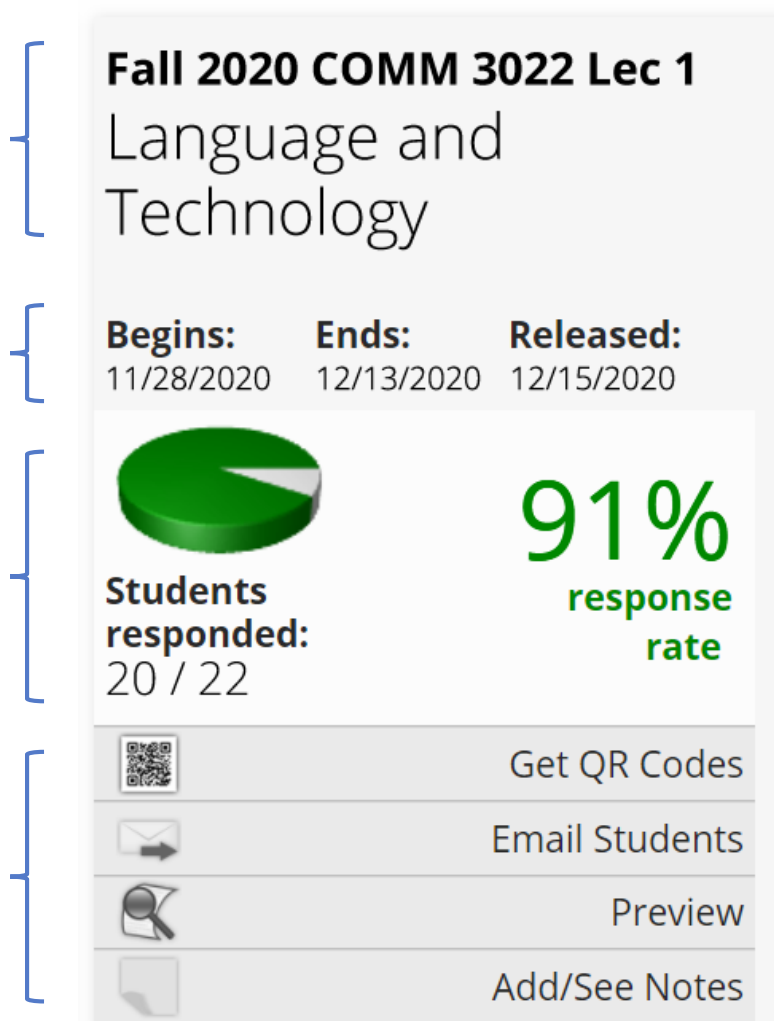 Fall 2020 COMM 3022 Lec 1
Language and
Technology
Begins: Ends: Released:
11/28/2020 12/13/2020 12/15/2020
91%
response
rate
Students
responded:
20 / 22
Get QR Codes
Email Students
Preview
Add/See Notes